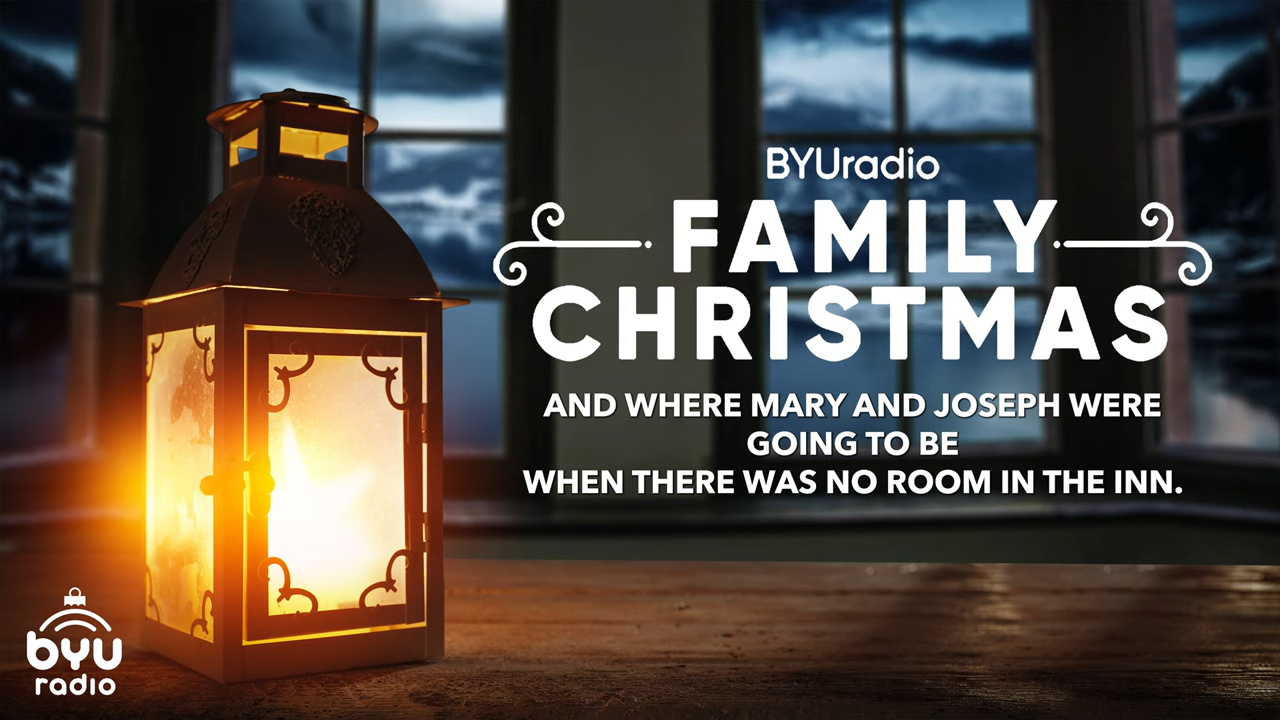 BYUradio
FAMILY
CHRISTMAS
AND WHERE MARY AND JOSEPH WERE
GOING TO BE
WHEN THERE WAS NO ROOM IN THE INN.
byu
radio